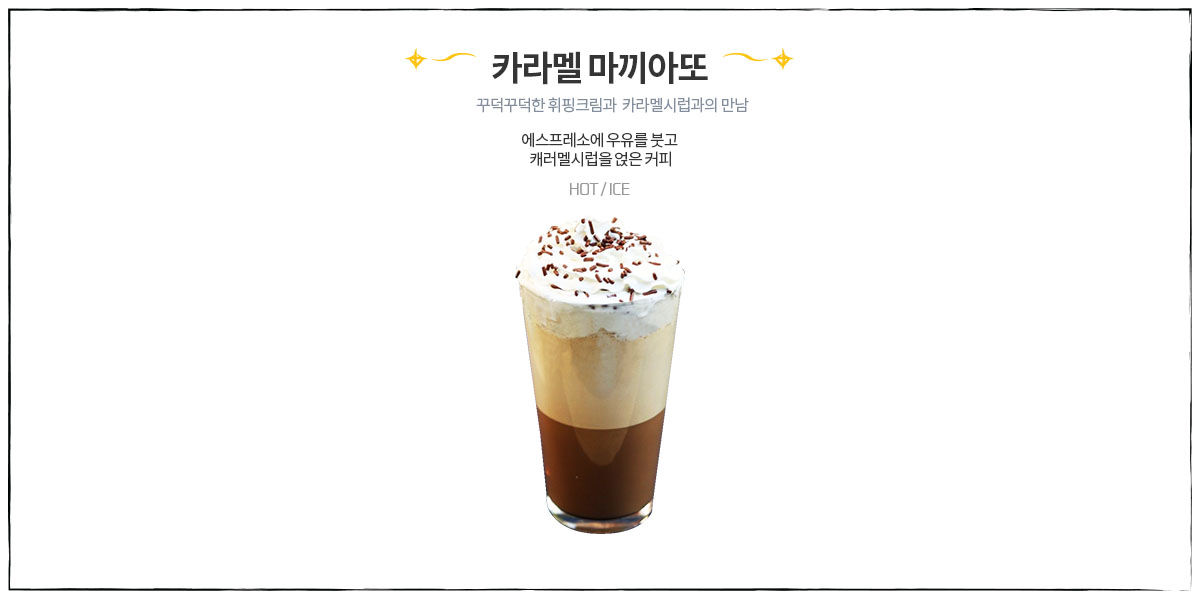 카라멜 마끼아또
꾸덕꾸덕한 휘핑크림과 카라멜시럽과의 만남
에스프레소에 우유를 붓고
캐러멜시럽을 얹은 커피
HOT / ICE